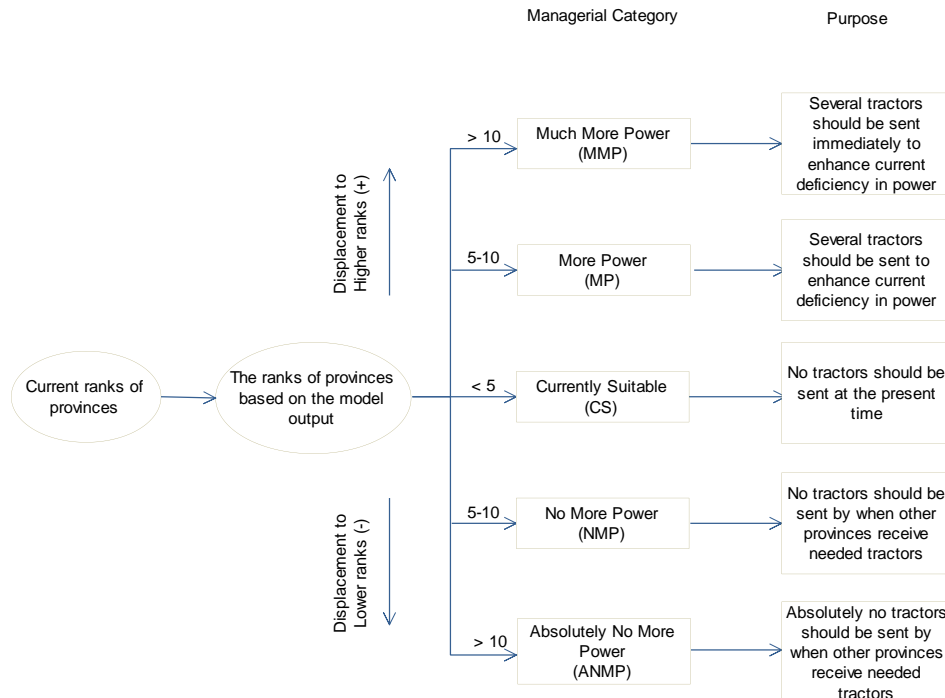 Managerial Category
Purpose
Several tractors
should be sent
immediately to
enhance current
deficiency in power
> 10
Much More Power
(MMP)
Displacement to
Higher ranks (+)
Several tractors
should be sent to
enhance current
deficiency in power
5-10
More Power
(MP)
Current ranks of
provinces
The ranks of provinces
based on the model
output
< 5
Currently Suitable
(CS)
No tractors should be
sent at the present
time
Displacement to
Lower ranks (-)
5-10
No More Power
(NMP)
No tractors should be
sent by when other
provinces receive
needed tractors
> 10
Absolutely No More
Power
(ANMP)
Absolutely no tractors
should be sent by
when other provinces
receive needed
tractors